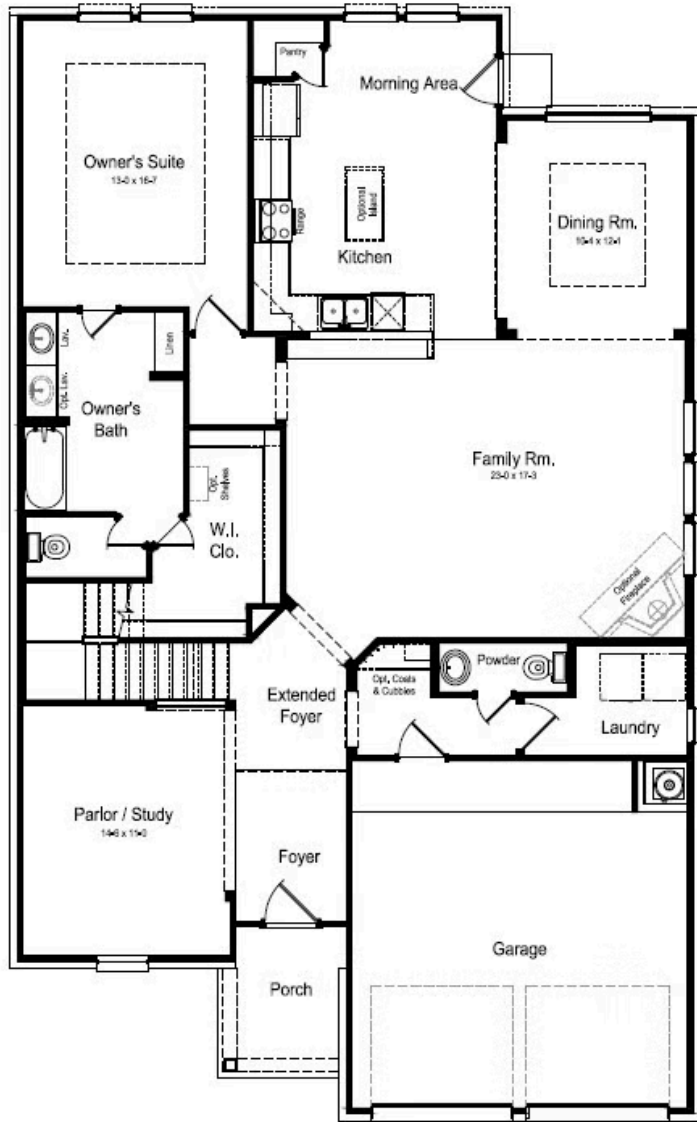 Pantry
Morning Area
Owner's Suite
13-0 x 16-7
Optional
Island
Range
Dining Rm.
10-4 x 12-1
Kitchen
Lav.
Linen
Opt. Lav.
Owner's
Bath
Family Rm.
23-0 x 17-3
Opt.
Shelves
W.I.
Clo.
Optional
Fireplace
Powder
Opt. Coats
& Cubbies
Extended
Foyer
Laundry
Parlor / Study
14-6 x 11-0
Foyer
Garage
Porch